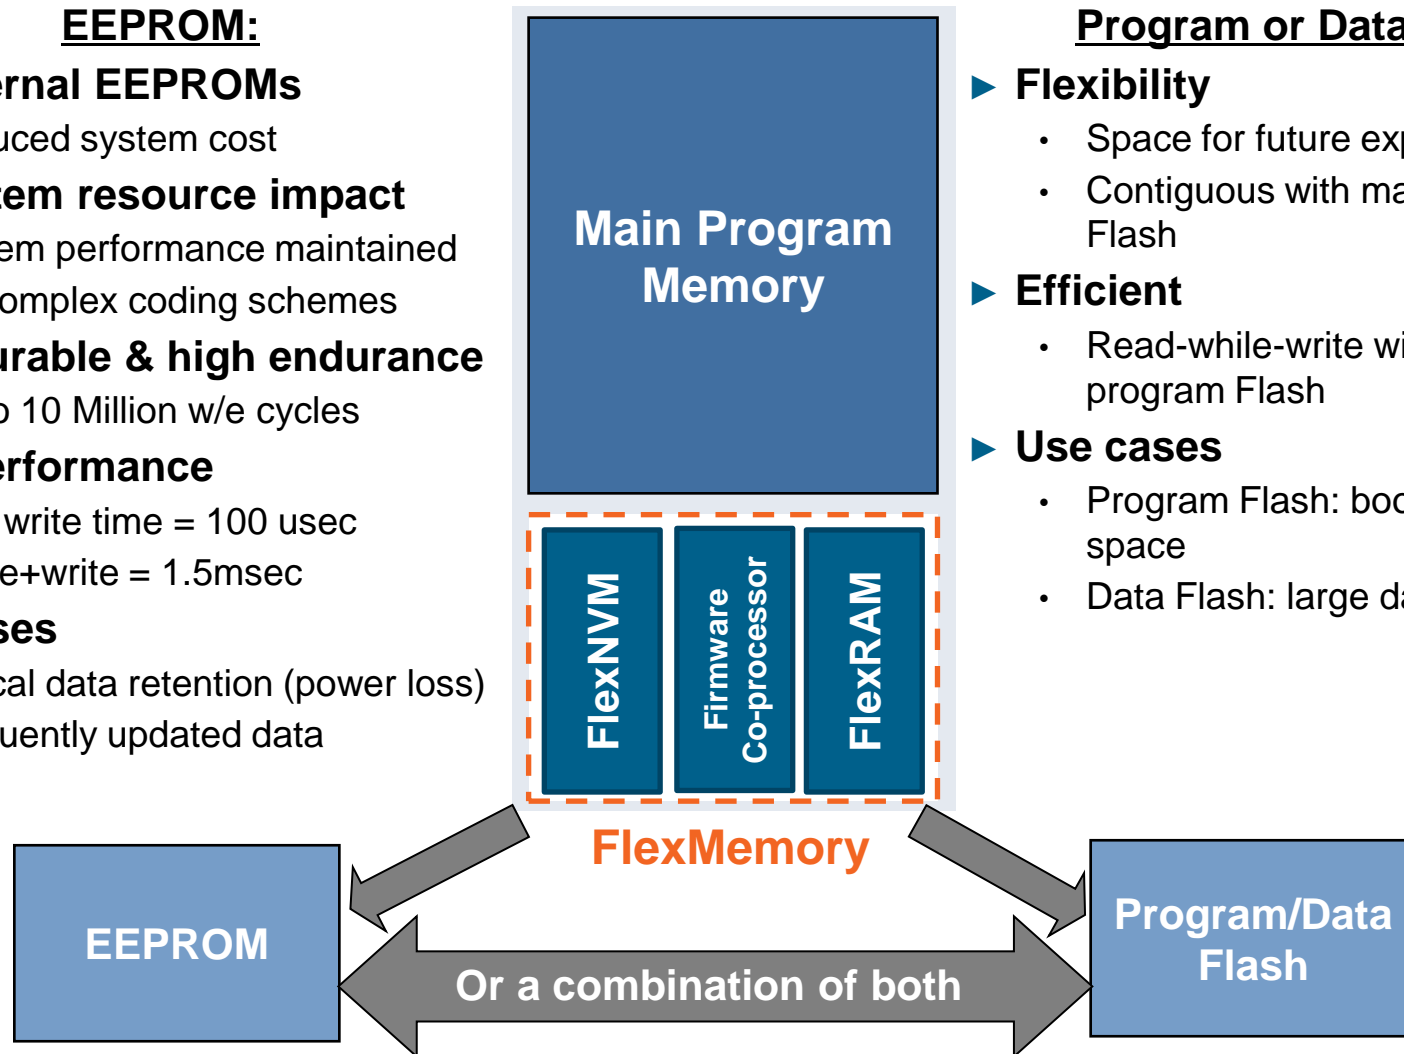 EEPROM:
ernal EEPROMs
uced system cost
tem resource impact
em performance maintained
omplex coding schemes
urable & high endurance
o 10 Million w/e cycles
erformance
write time = 100 usec
e+write = 1.5msec
ses
cal data retention (power loss)
uently updated data
Main Program
Memory
FlexNVM
Firmware
Co-processor
FlexRAM
FlexMemory
Program or Data
► Flexibility
• Space for future exp
• Contiguous with ma
Flash
► Efficient
• Read-while-write wi
program Flash
► Use cases
• Program Flash: boo
space
• Data Flash: large da
EEPROM
Or a combination of both
Program/Data
Flash